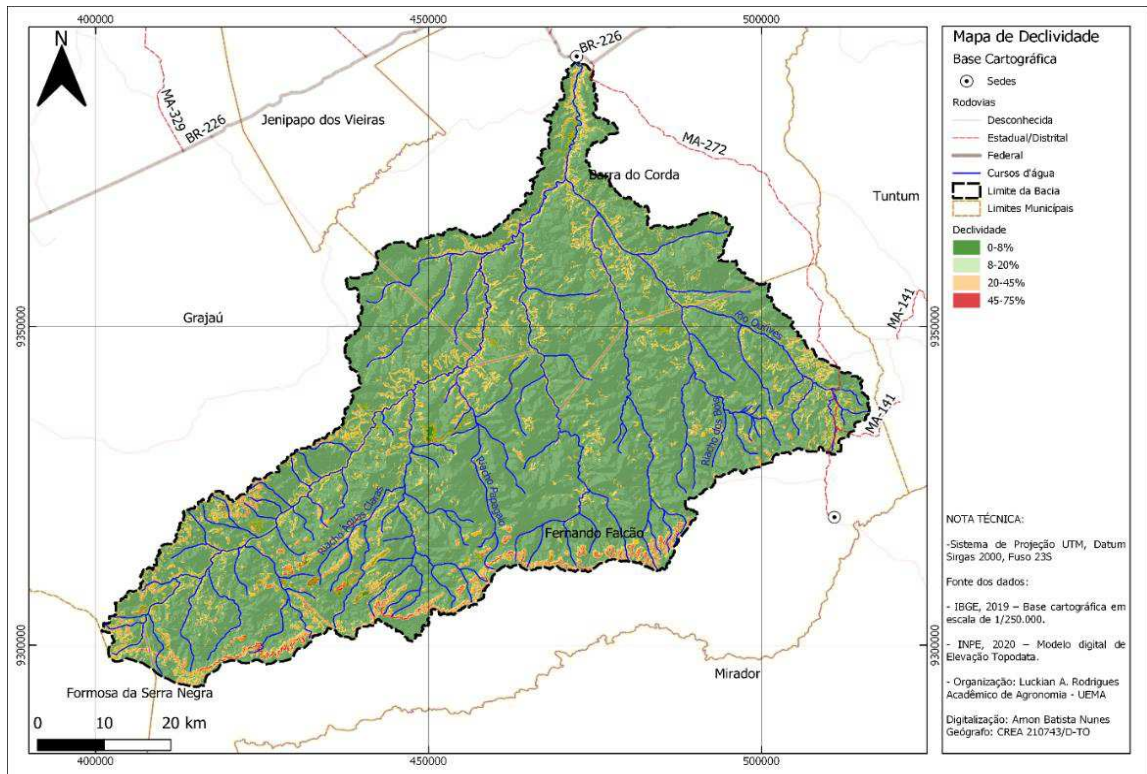 400000
450000
500000
BR-226
MA-329
BR-226
Jenipapo dos Vieiras
MA-272
Barra do Corda
Tuntum
Grajaú
9350000
9350000
MA-141
Rio Ourives
MA-141
Riacho dos Bois
Riacho Papagaio
Riacho Águas Claras
Fernando Falcão
9300000
9300000
Mirador
Formosa da Serra Negra
0 10 20 km
400000
450000
500000
Mapa de Declividade
Base Cartográfica
Sedes
Rodovias
Desconhecida
Estadual/Distrital
Federal
Cursos d'água
Limite da Bacia
Limites Municípais
Declividade
0-8%
8-20%
20-45%
45-75%
NOTA TÉCNICA:
-Sistema de Projeção UTM, Datum
Sirgas 2000, Fuso 23S
Fonte dos dados:
- IBGE, 2019 – Base cartográfica em
escala de 1/250.000.
- INPE, 2020 – Modelo digital de
Elevação Topodata.
- Organização: Luckian A. Rodrigues
Acadêmico de Agronomia - UEMA
Digitalização: Amon Batista Nunes
Geógrafo: CREA 210743/D-TO